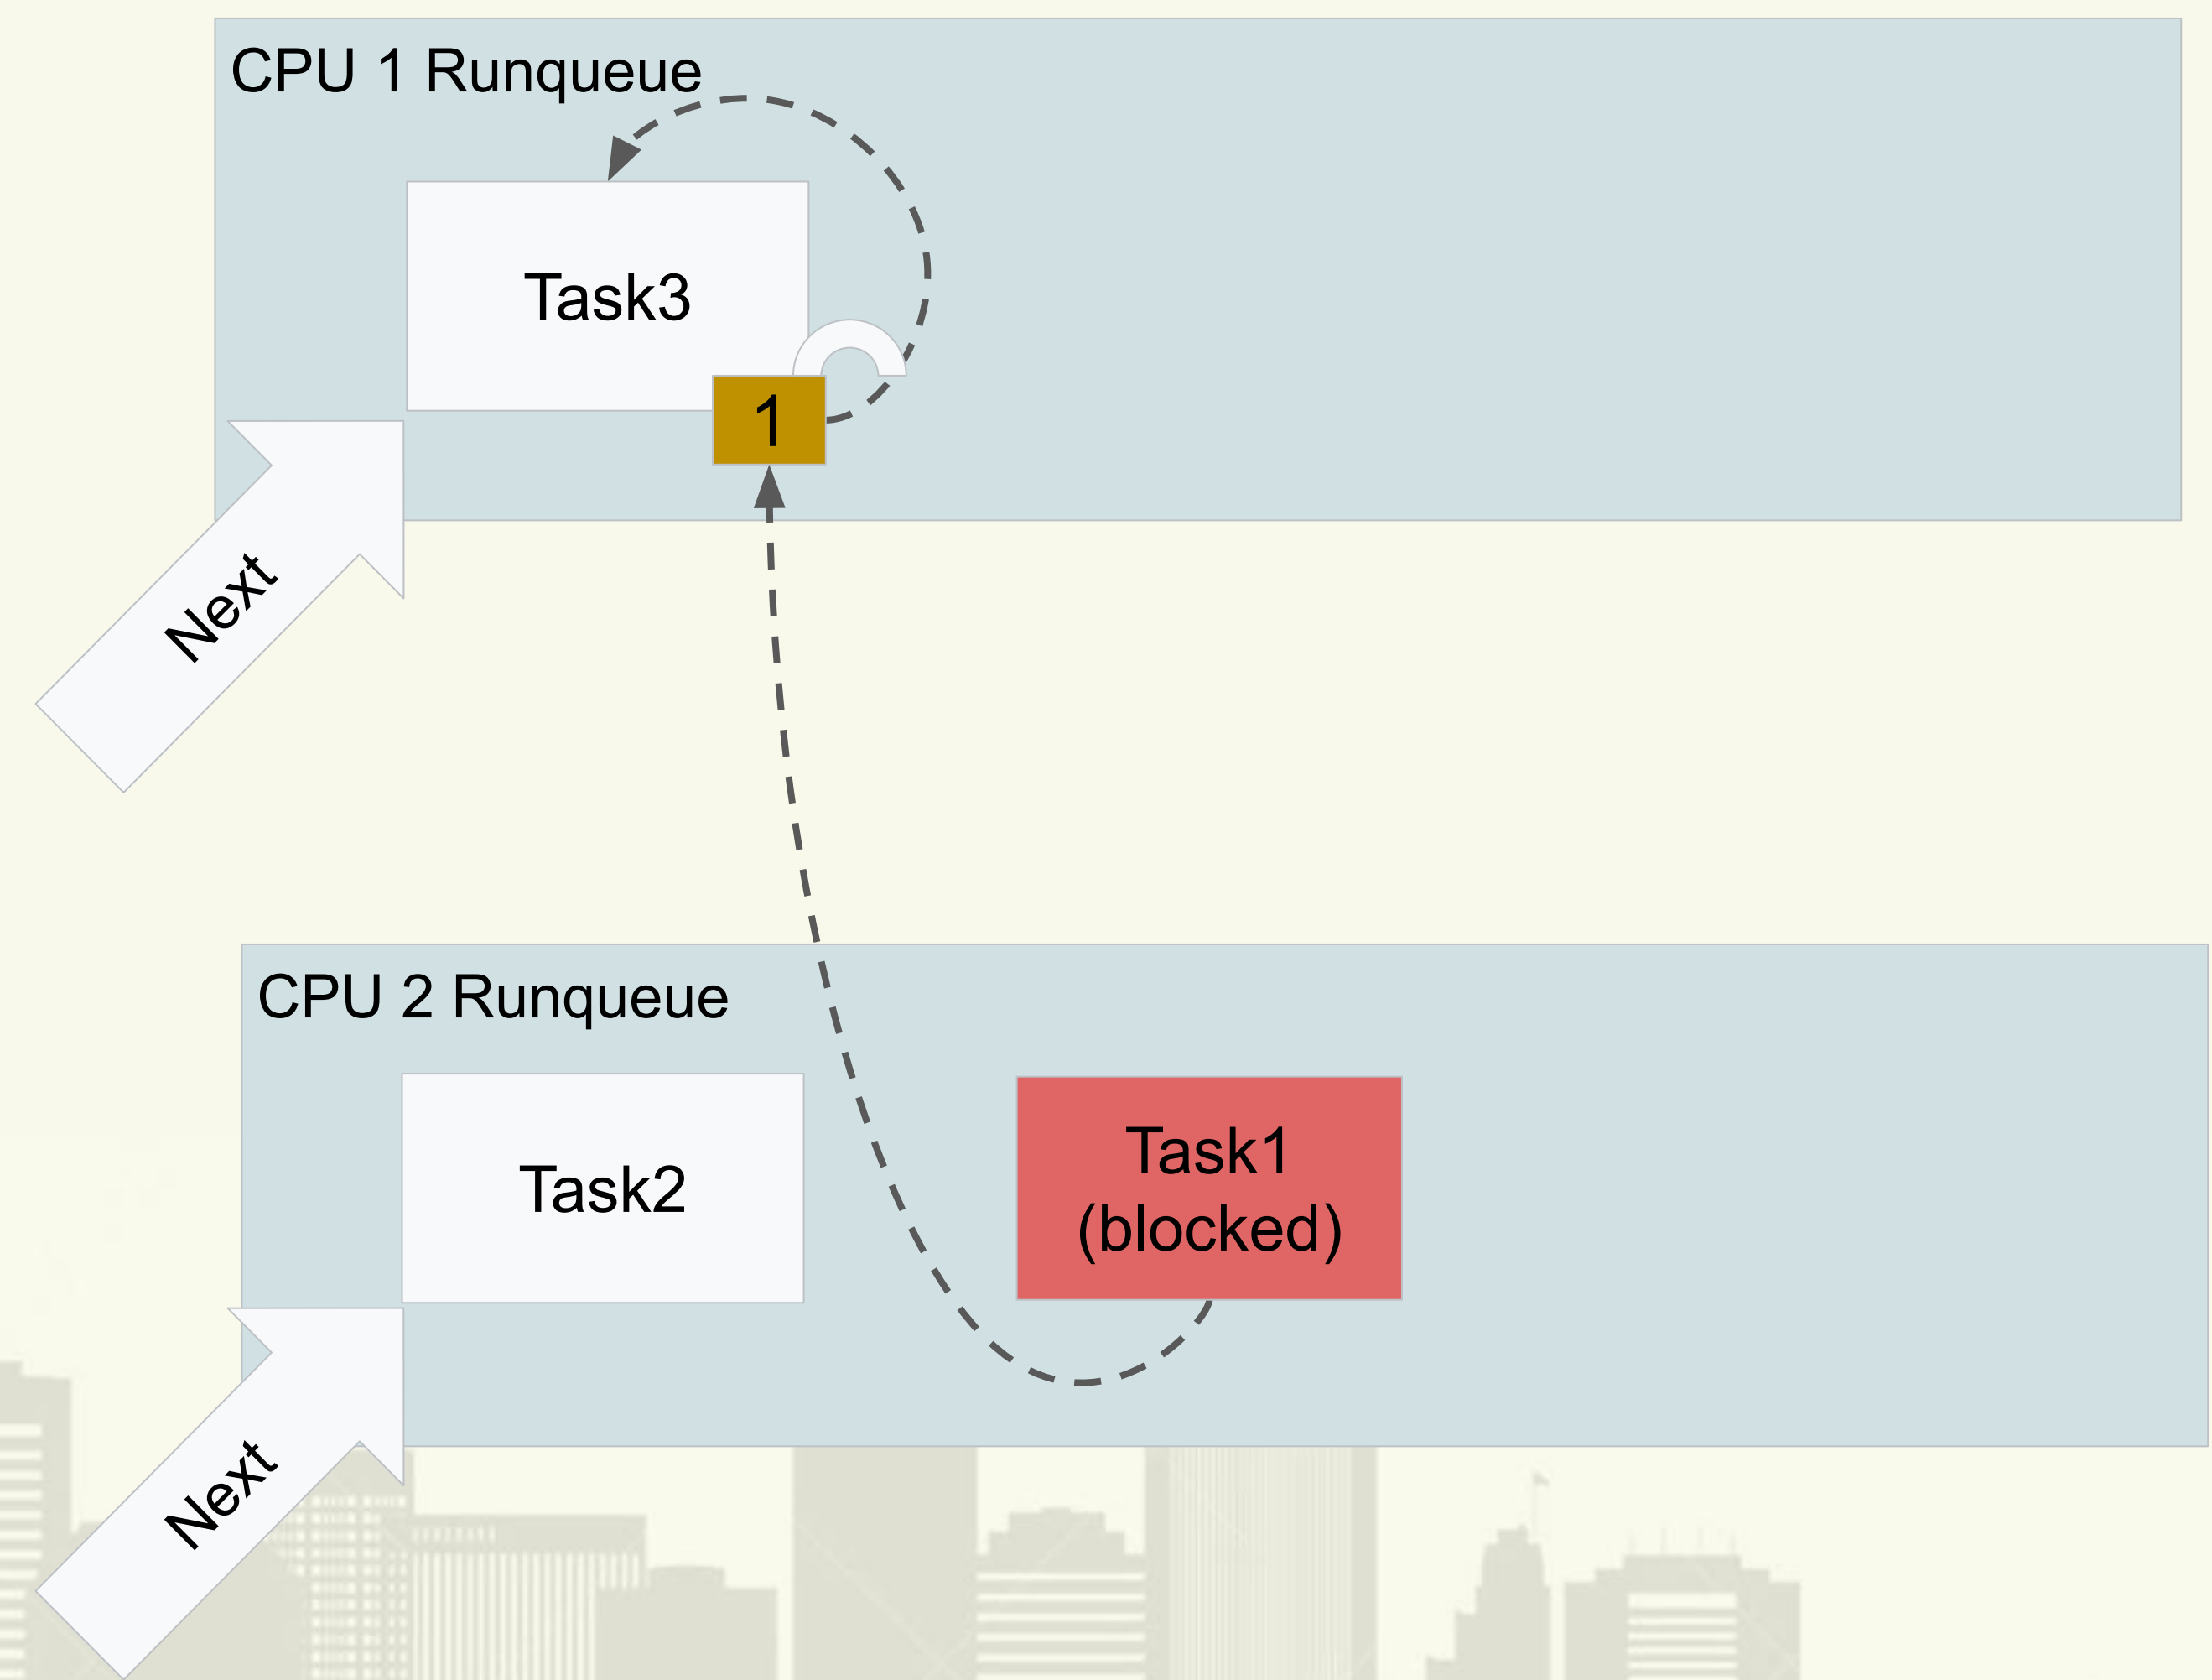 CPU 1 Runqueue
Task3
1
Next
CPU 2 Runqueue
Task2
Task1
(blocked)
Next